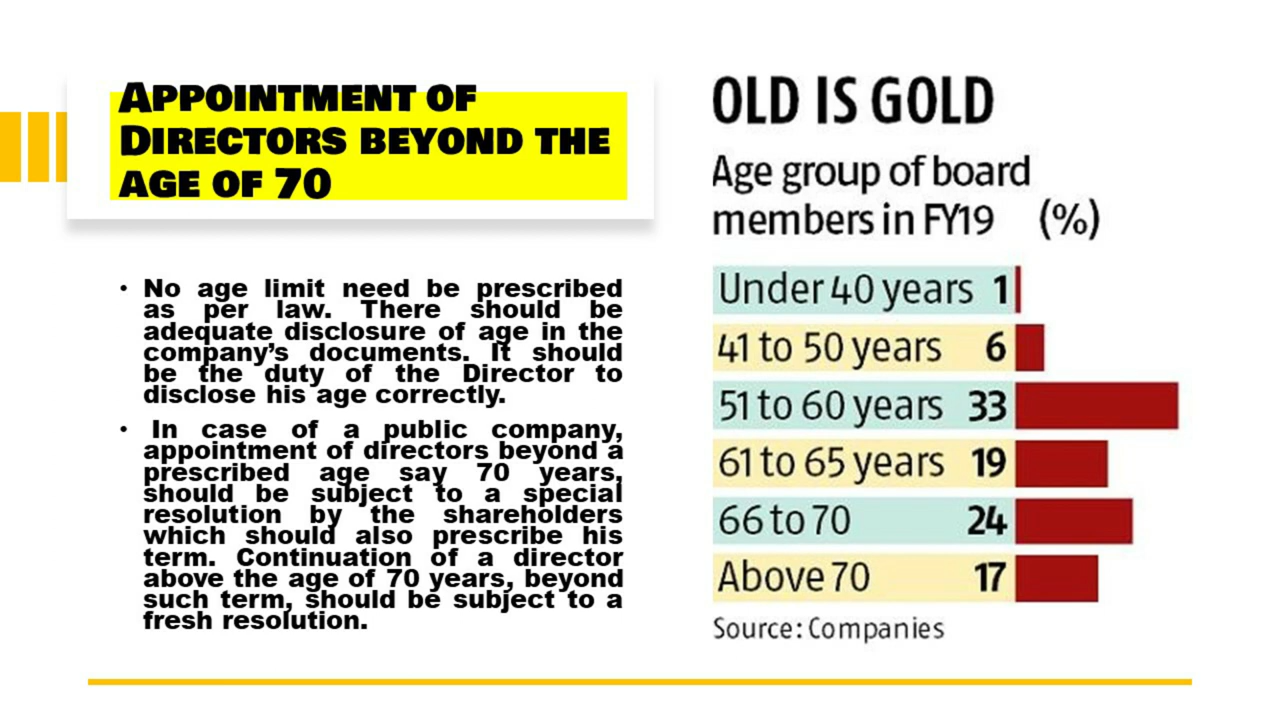 APPOINTMENT OF
DIRECTORS BEYOND THE
AGE OF 70
• No age limit need be prescribed
as per law. There should be
adequate disclosure of age in the
company's documents. It should
be the duty of the Director to
disclose his age correctly.
• In case of a public company,
appointment of directors beyond a
prescribed age say 70 years,
should be subject to a special
resolution by the shareholders
which should also prescribe his
term. Continuation of a director
above the age of 70 years, beyond
such term, should be subject to a
fresh resolution.
OLD IS GOLD
Age group of board
members in FY19 (%)
Under 40 years 1
41 to 50 years 6
51 to 60 years 33
61 to 65 years 19
66 to 70 24
Above 70 17
Source: Companies